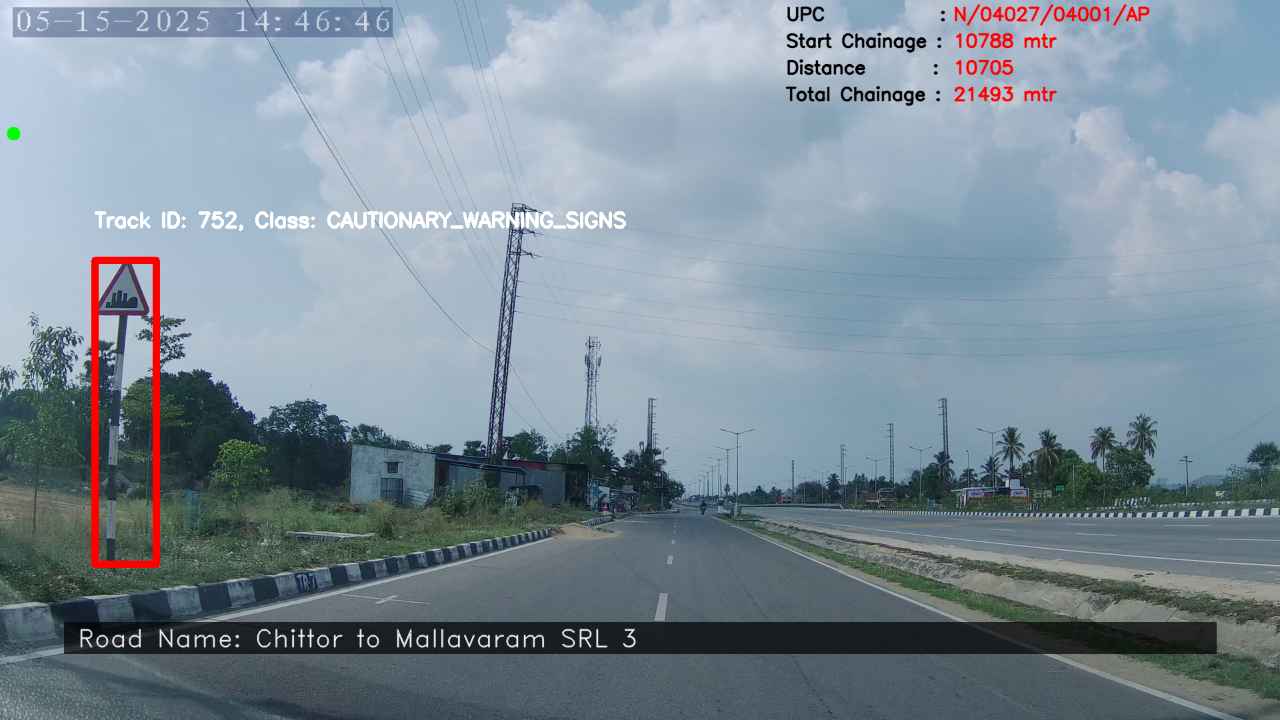 05-15-2025 14:46:46
UPC : N/04027/04001/AP
Start Chainage : 10788 mtr
Distance : 10705
Total Chainage : 21493 mtr
Track ID: 752, Class: CAUTIONARY_WARNING_SIGNS
Road Name: Chittor to Mallavaram SRL 3